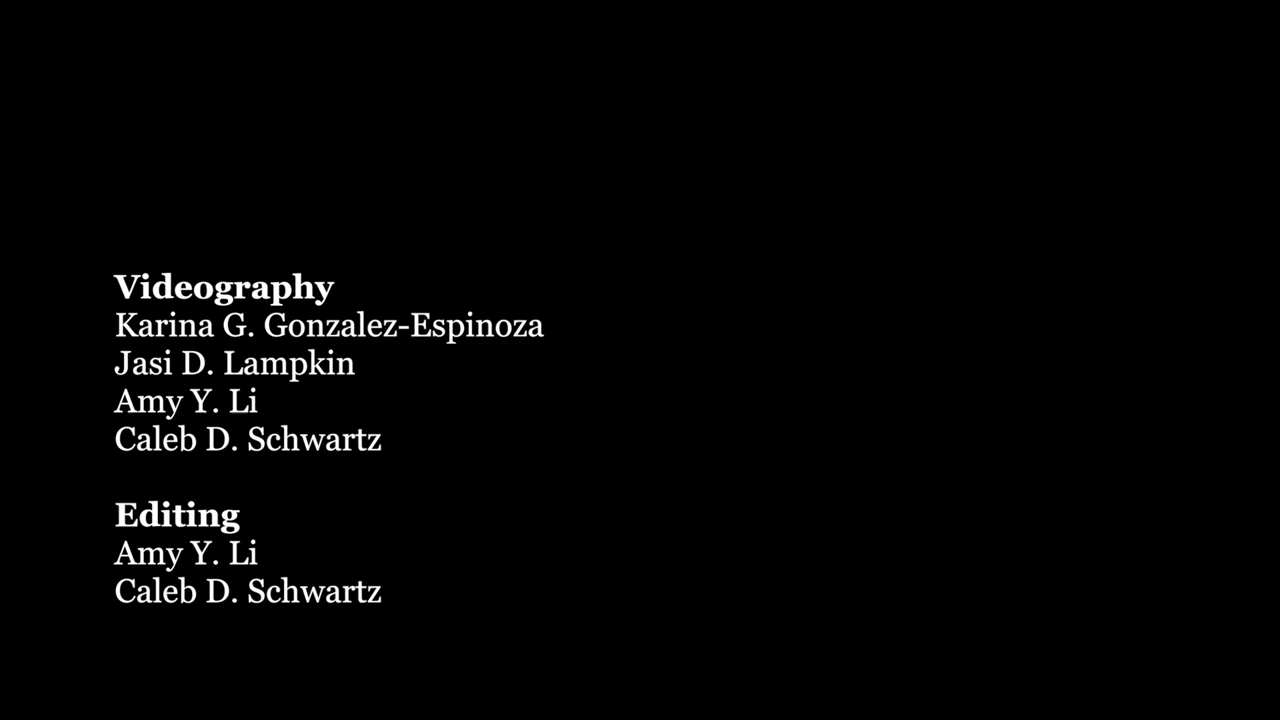 Videography
Karina G. Gonzalez-Espinoza
Jasi D. Lampkin
Amy Y. Li
Caleb D. Schwartz
Editing
Amy Y. Li
Caleb D. Schwartz